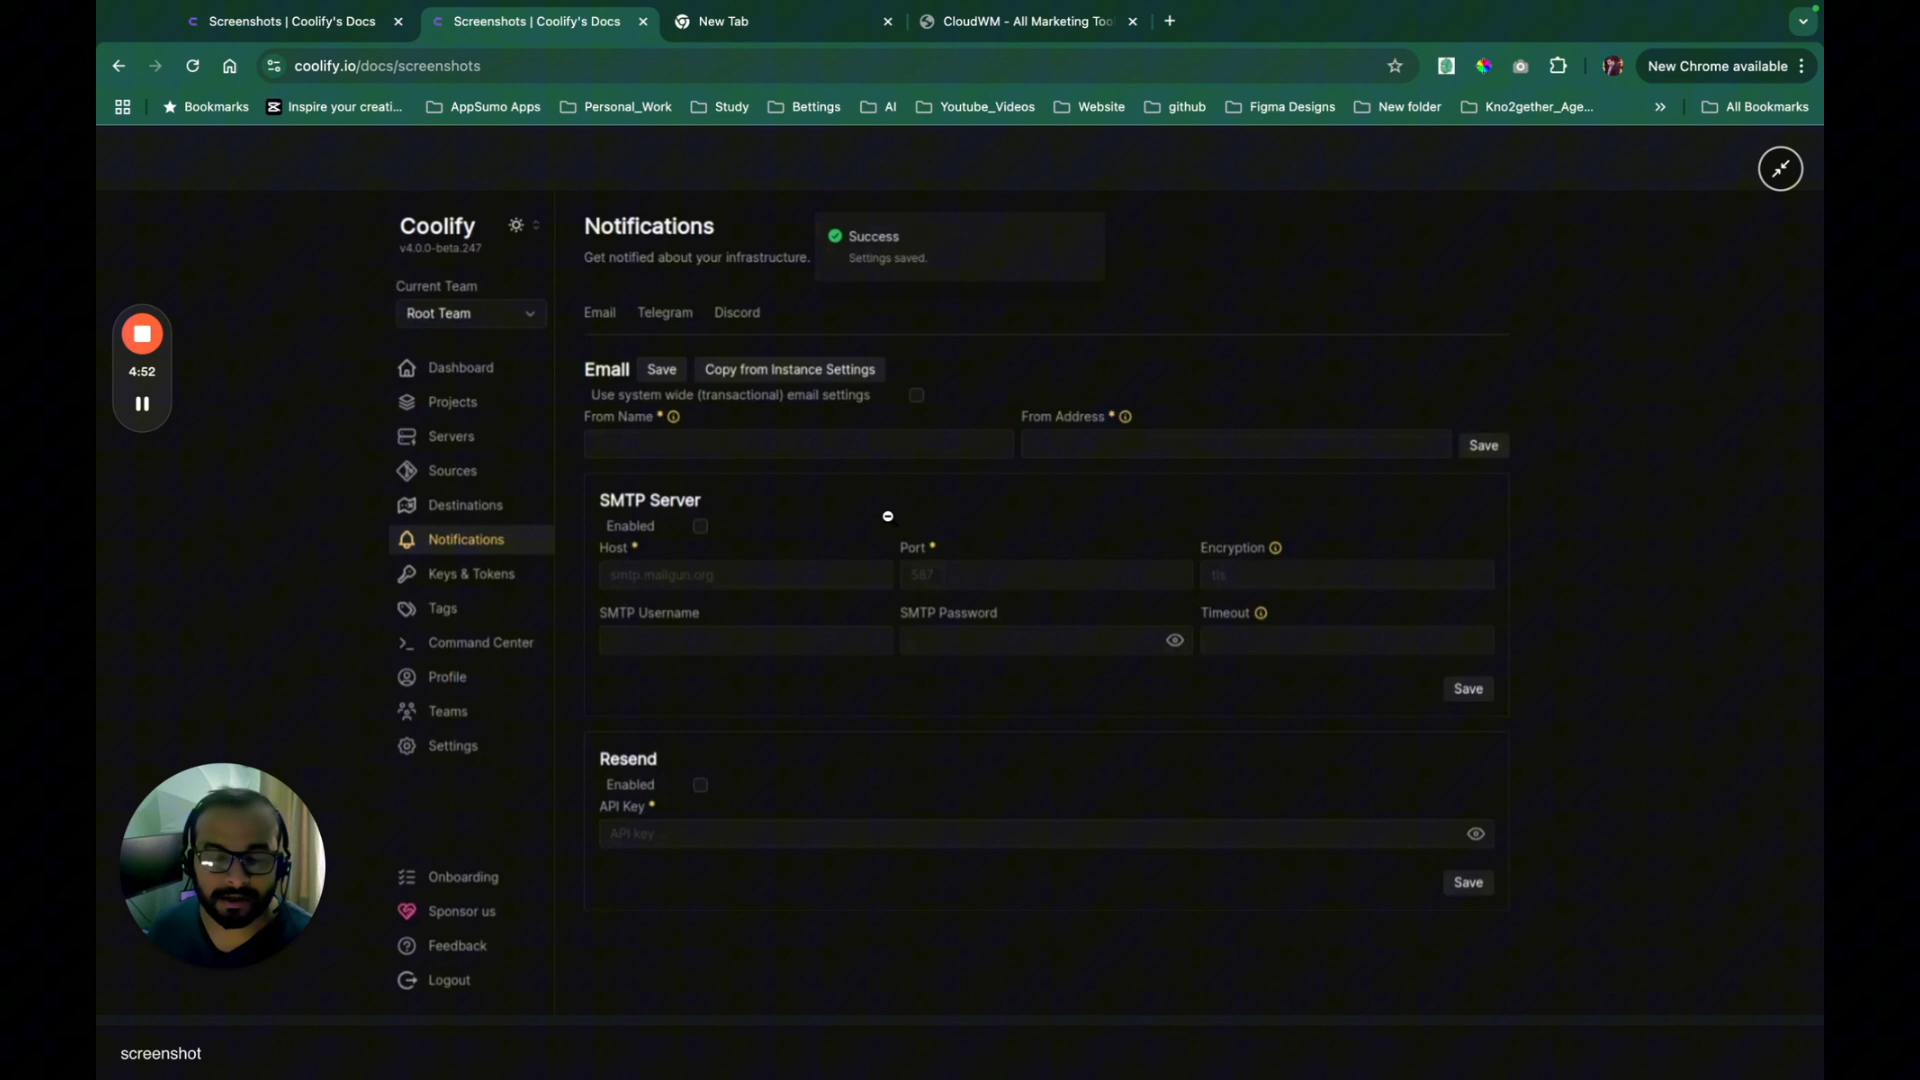 Screenshots | Coolify's Docs
Screenshots | Coolify's Docs
New Tab
CloudWM - All Marketing Too
coolify.io/docs/screenshots
New Chrome available
Bookmarks
Inspire your creati...
AppSumo Apps
Personal_Work
Study
Bettings
AI
Youtube_Videos
Website
github
Figma Designs
New folder
Kno2gether_Age...
All Bookmarks
Coolify
v4.0.0-beta.247
Current Team
Root Team
Dashboard
Projects
Servers
Sources
Destinations
Notifications
Keys & Tokens
Tags
Command Center
Profile
Teams
Settings
Onboarding
Sponsor us
Feedback
Logout
4:52
Notifications
Get notified about your infrastructure.
Success
Settings saved.
Email Telegram Discord
Email Save Copy from Instance Settings
Use system wide (transactional) email settings
From Name * From Address *
Save
SMTP Server
Enabled
Host * Port * Encryption
smtp.mailgun.org 587 tls
SMTP Username SMTP Password Timeout
Save
Resend
Enabled
API Key *
API key...
Save
screenshot